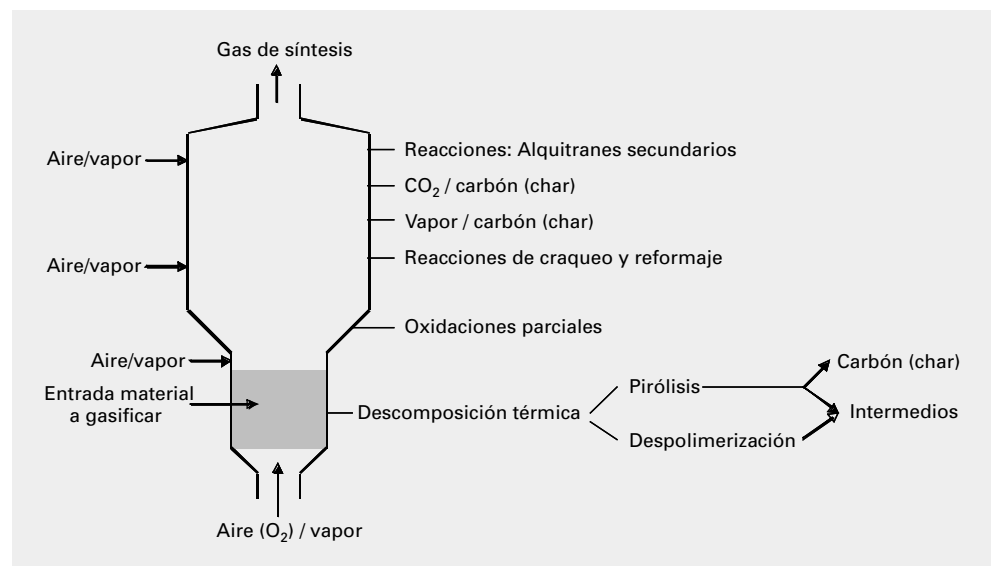 Gas de síntesis
Aire/vapor
Reacciones: Alquitranes secundarios
CO₂ / carbón (char)
Vapor / carbón (char)
Aire/vapor
Reacciones de craqueo y reformaje
Oxidaciones parciales
Aire/vapor
Entrada material
a gasificar
Descomposición térmica
Pirólisis
Carbón (char)
Intermedios
Despolimerización
Aire (O₂) / vapor